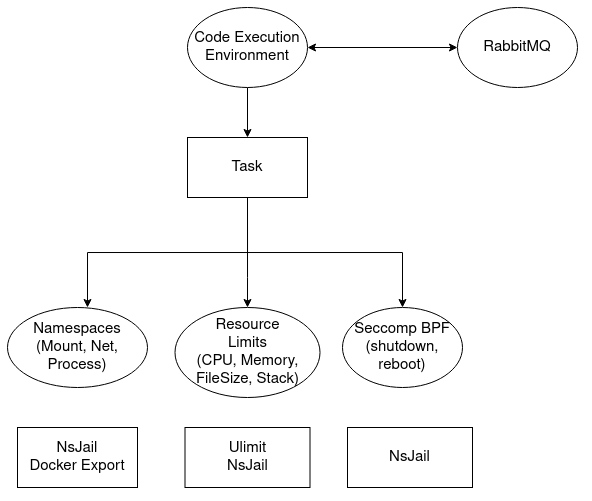 Code Execution
Environment
RabbitMQ
Task
Namespaces
(Mount, Net,
Process)
Resource
Limits
(CPU, Memory,
FileSize, Stack)
Seccomp BPF
(shutdown,
reboot)
NsJail
Docker Export
Ulimit
NsJail
NsJail